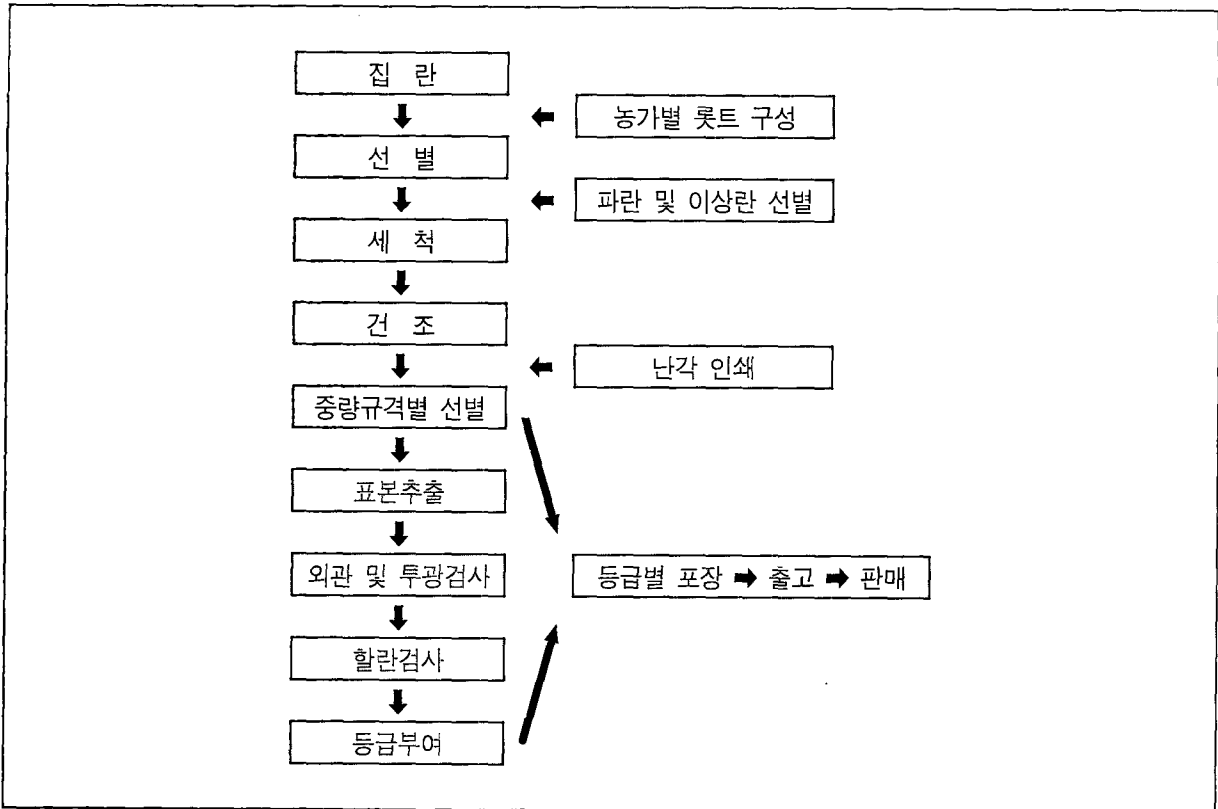 집 란
농가별 롯트 구성
선 별
파란 및 이상란 선별
세 척
건 조
난각 인쇄
중량규격별 선별
표본추출
외관 및 투광검사
등급별 포장 ➡ 출고 ➡ 판매
할란검사
등급부여